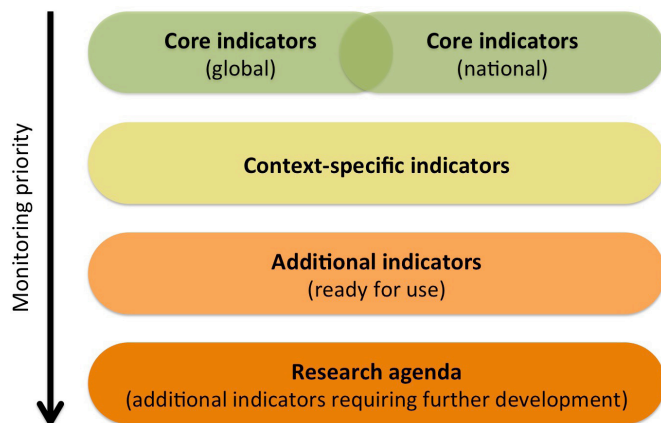 Core indicators
(global)
Core indicators
(national)
Context-specific indicators
Additional indicators
(ready for use)
Research agenda
(additional indicators requiring further development)
Monitoring priority